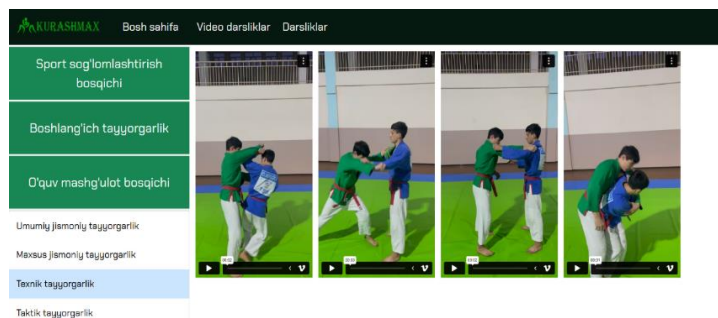 KURASHMAX Bosh sahifa Video darsliklar Darsliklar
Sport sog'lomlashtirish
bosqichi
Boshlang'ich tayyorgarlik
O'quv mashg'ulot bosqichi
Umumiy jismoniy tayyorgarlik
Maxsus jismoniy tayyorgarlik
Texnik tayyorgarlik
Taktik tayyorgarlik